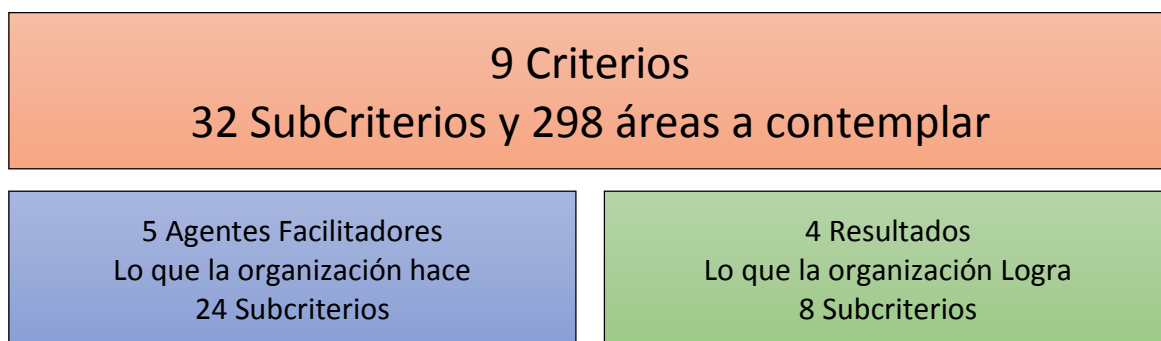 9 Criterios
32 SubCriterios y 298 áreas a contemplar
5 Agentes Facilitadores
Lo que la organización hace
24 Subcriterios
4 Resultados
Lo que la organización Logra
8 Subcriterios